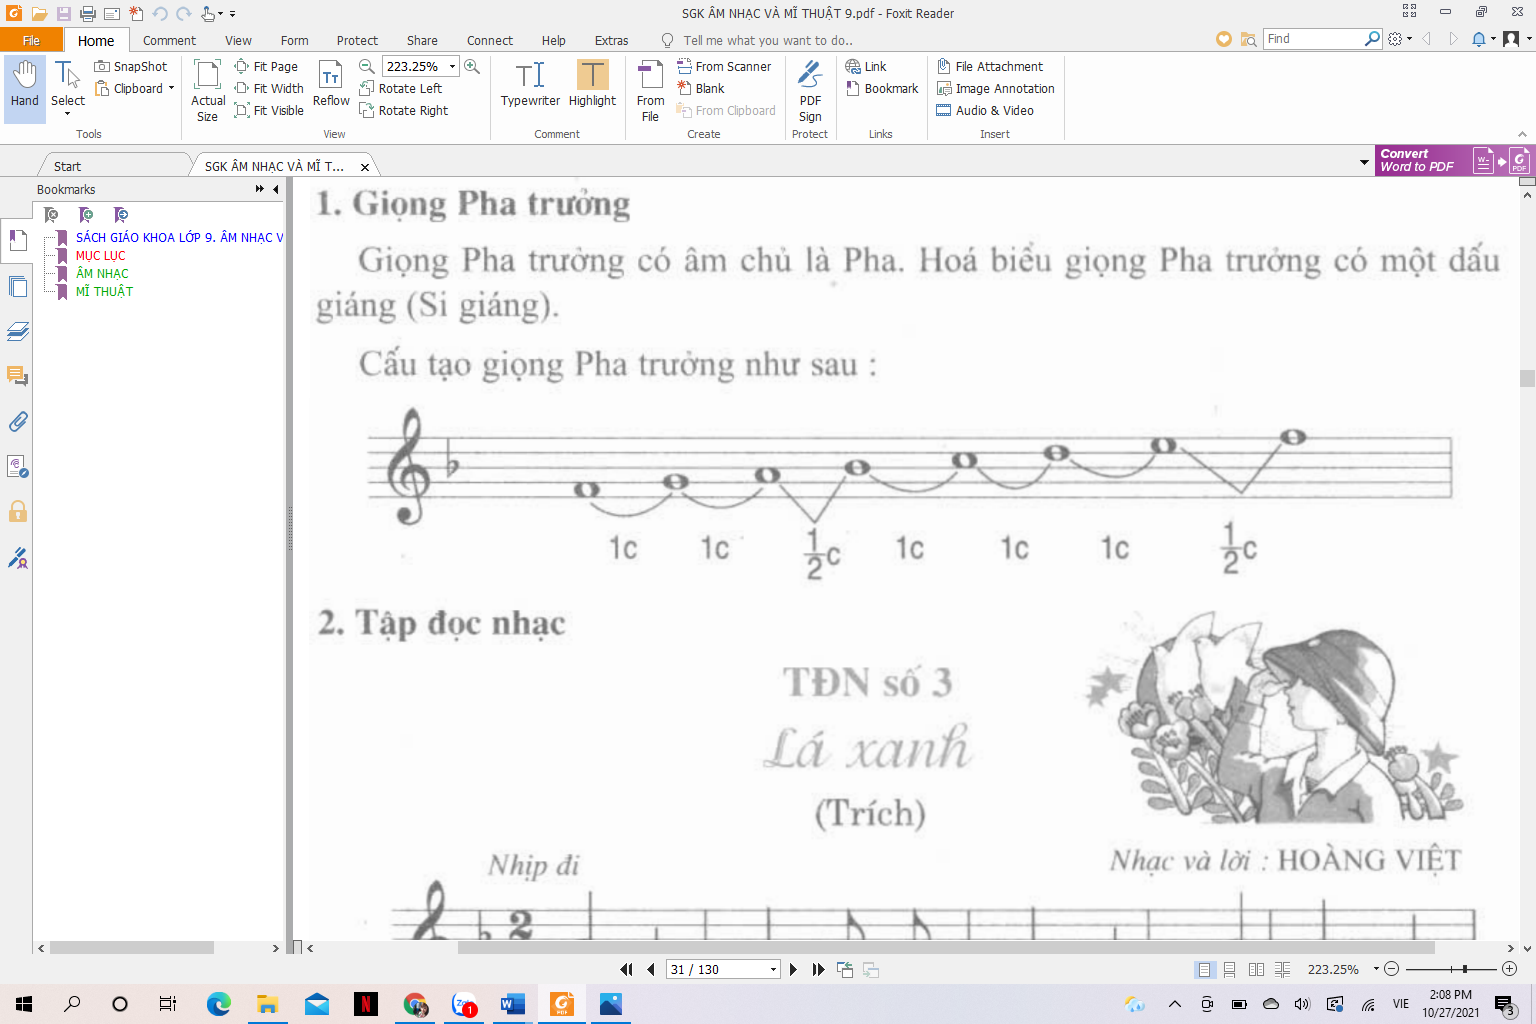 SGK ÂM NHẠC VÀ MĨ THUẬT 9.pdf - Foxit Reader
File Home Comment View Form Protect Share Connect Help Extras Tell me what you want to do.. Find
Hand
Select
SnapShot
Clipboard
Tools
Actual Size
Fit Page
Fit Width
Fit Visible
Reflow
223.25%
Rotate Left
Rotate Right
View
Typewriter Highlight
Comment
From File
From Scanner
Blank
From Clipboard
Create
PDF Sign
Protect
Link
Bookmark
Links
File Attachment
Image Annotation
Audio & Video
Insert
Start SGK ÂM NHẠC VÀ MĨ T...
Convert
Word to PDF
Bookmarks
SÁCH GIÁO KHOA LỚP 9. ÂM NHẠC V
MỤC LỤC
ÂM NHẠC
MĨ THUẬT
1. Giọng Pha trưởng
Giọng Pha trưởng có âm chủ là Pha. Hoá biểu giọng Pha trưởng có một dấu
giáng (Si giáng).
Cấu tạo giọng Pha trưởng như sau :
1c 1c 1/2c 1c 1c 1c 1/2c
2. Tập đọc nhạc
TĐN số 3
Lá xanh
(Trích)
Nhịp đi
Nhạc và lời : HOÀNG VIỆT
2
31 / 130
223.25%
VIE
2:08 PM
10/27/2021